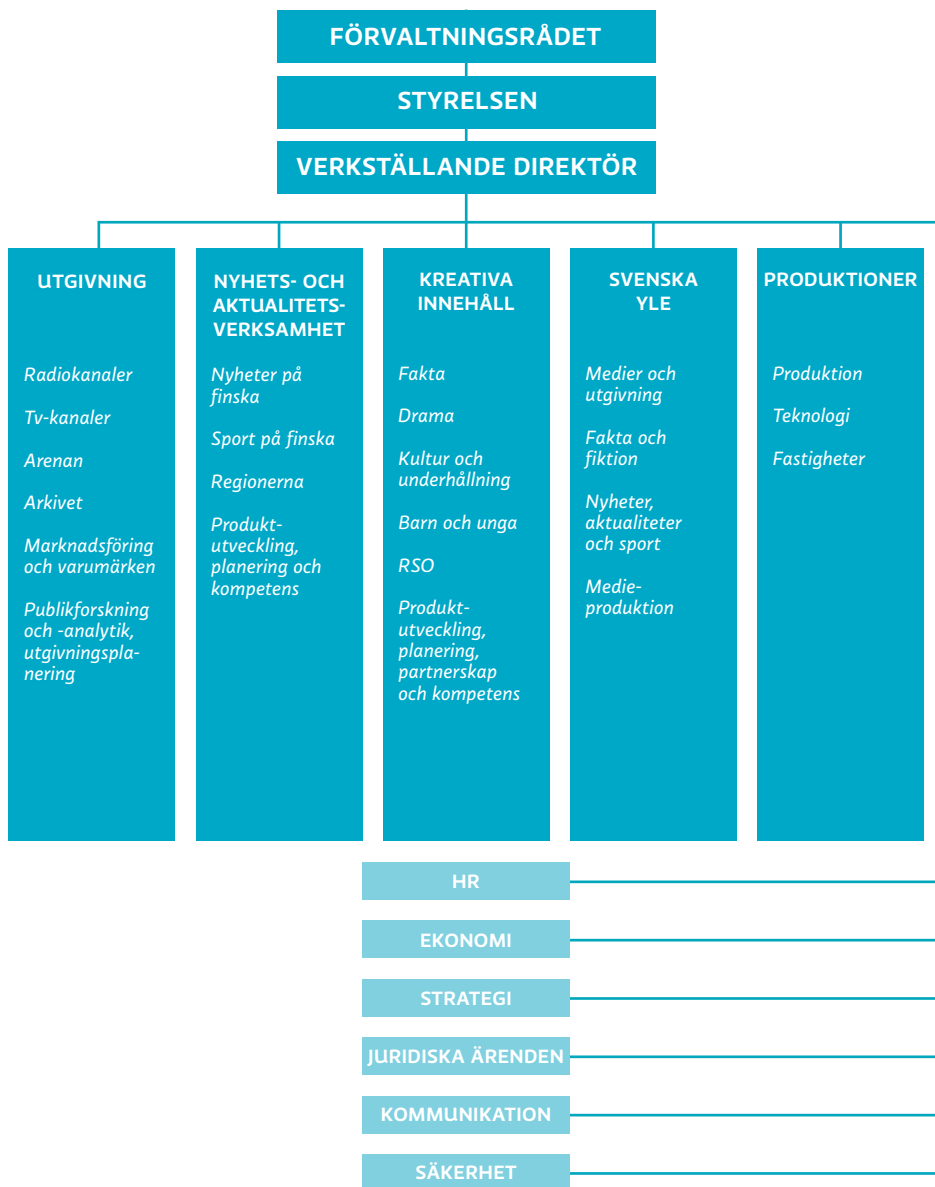 FÖRVALTNINGSRÅDET
STYRELSEN
VERKSTÄLLANDE DIREKTÖR
UTGIVNING
Radiokanaler
Tv-kanaler
Arenan
Arkivet
Marknadsföring
och varumärken
Publikforskning
och -analytik,
utgivningspla-
nering
NYHETS- OCH
AKTUALITETS-
VERKSAMHET
Nyheter på
finska
Sport på finska
Regionerna
Produkt-
utveckling,
planering och
kompetens
KREATIVA
INNEHÅLL
Fakta
Drama
Kultur och
underhållning
Barn och unga
RSO
Produkt-
utveckling,
planering,
partnerskap
och kompetens
SVENSKA
YLE
Medier och
utgivning
Fakta och
fiktion
Nyheter,
aktualiteter
och sport
Medie-
produktion
PRODUKTIONER
Produktion
Teknologi
Fastigheter
HR
EKONOMI
STRATEGI
JURIDISKA ÄRENDEN
KOMMUNIKATION
SÄKERHET